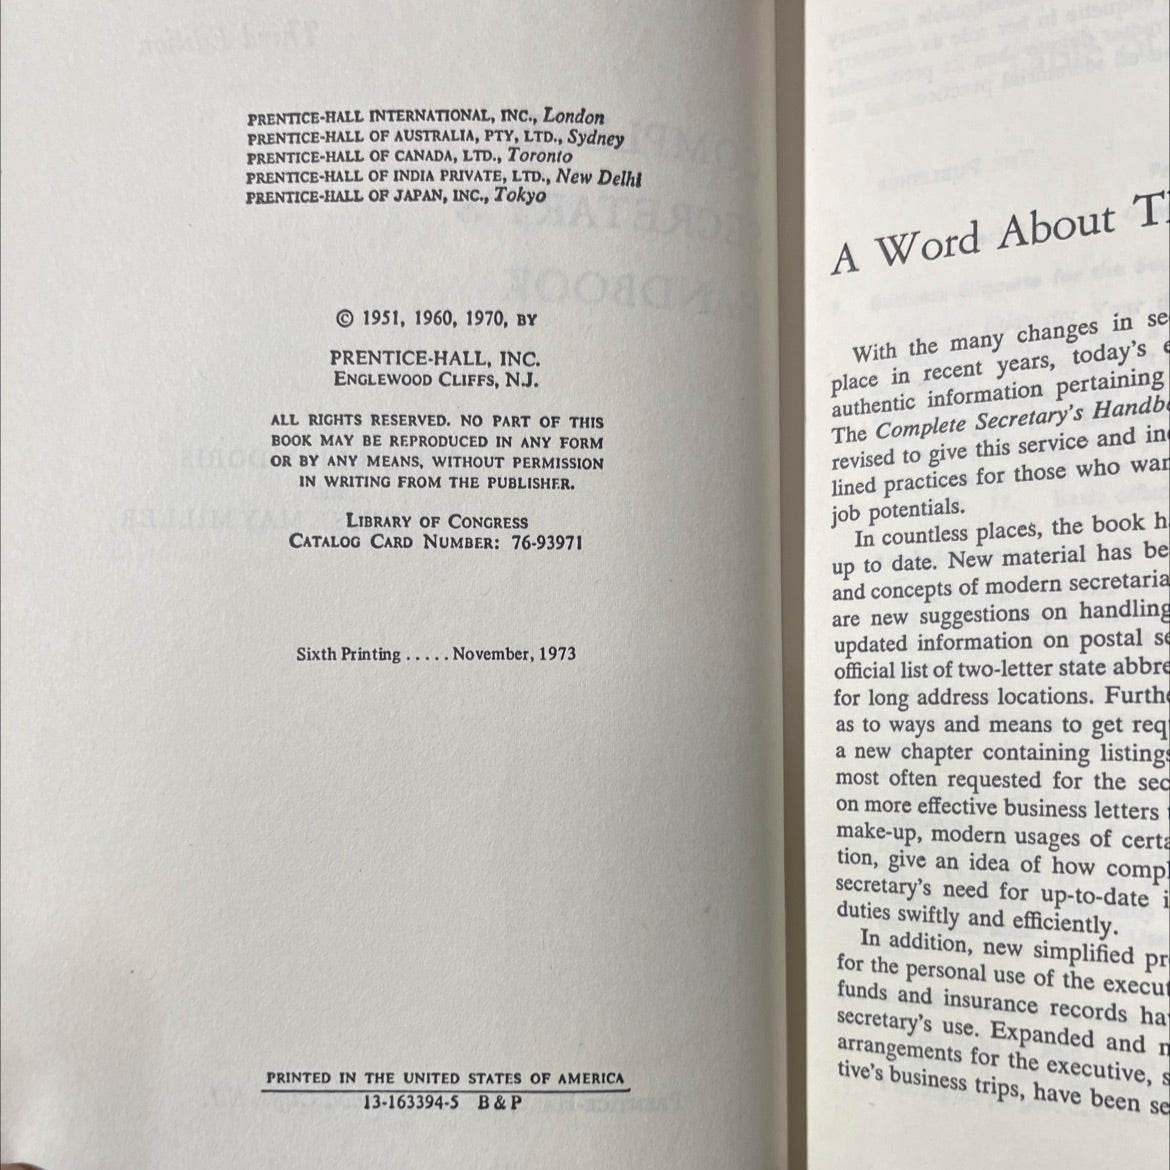 PRENTICE-HALL INTERNATIONAL, INC., London
PRENTICE-HALL OF AUSTRALIA, PTY, LTD., Sydney
PRENTICE-HALL OF CANADA, LTD., Toronto
PRENTICE-HALL OF INDIA PRIVATE, LTD., New Delhi
PRENTICE-HALL OF JAPAN, INC., Tokyo
© 1951, 1960, 1970, BY
PRENTICE-HALL, INC.
ENGLEWOOD CLIFFS, N.J.
ALL RIGHTS RESERVED. NO PART OF THIS
BOOK MAY BE REPRODUCED IN ANY FORM
OR BY ANY MEANS, WITHOUT PERMISSION
IN WRITING FROM THE PUBLISHER.
LIBRARY OF CONGRESS
CATALOG CARD NUMBER: 76-93971
Sixth Printing ..... November, 1973
PRINTED IN THE UNITED STATES OF AMERICA
13-163394-5 B & P
A Word About
With the many changes in se
place in recent years, today's
authentic information pertaining
The Complete Secretary's Handb
revised to give this service and in
lined practices for those who wan
job potentials.
In countless places, the book h
up to date. New material has be
and concepts of modern secretaria
are new suggestions on handling
updated information on postal se
official list of two-letter state abbre
for long address locations. Furth
as to ways and means to get req
a new chapter containing listings
most often requested for the sec
on more effective business letters
make-up, modern usages of certa
tion, give an idea of how compl
secretary's need for up-to-date i
duties swiftly and efficiently.
In addition, new simplified pr
for the personal use of the execut
funds and insurance records ha
secretary's use. Expanded and
arrangements for the executive, s
tive's business trips, have been se